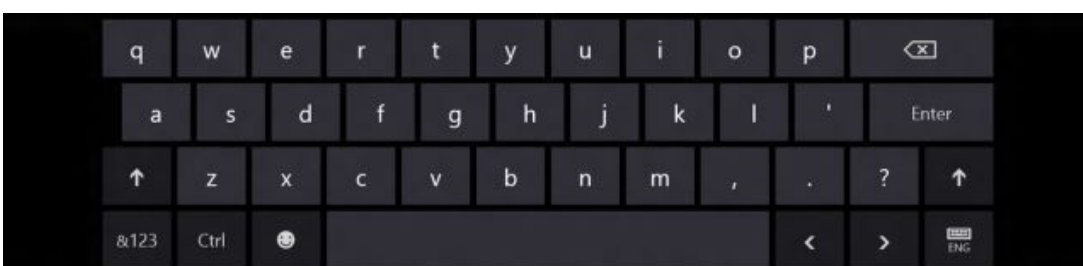 q w e r t y u i o p
a s d f g h j k l ' Enter
z x c v b n m , . ?
&123 Ctrl < > ENG